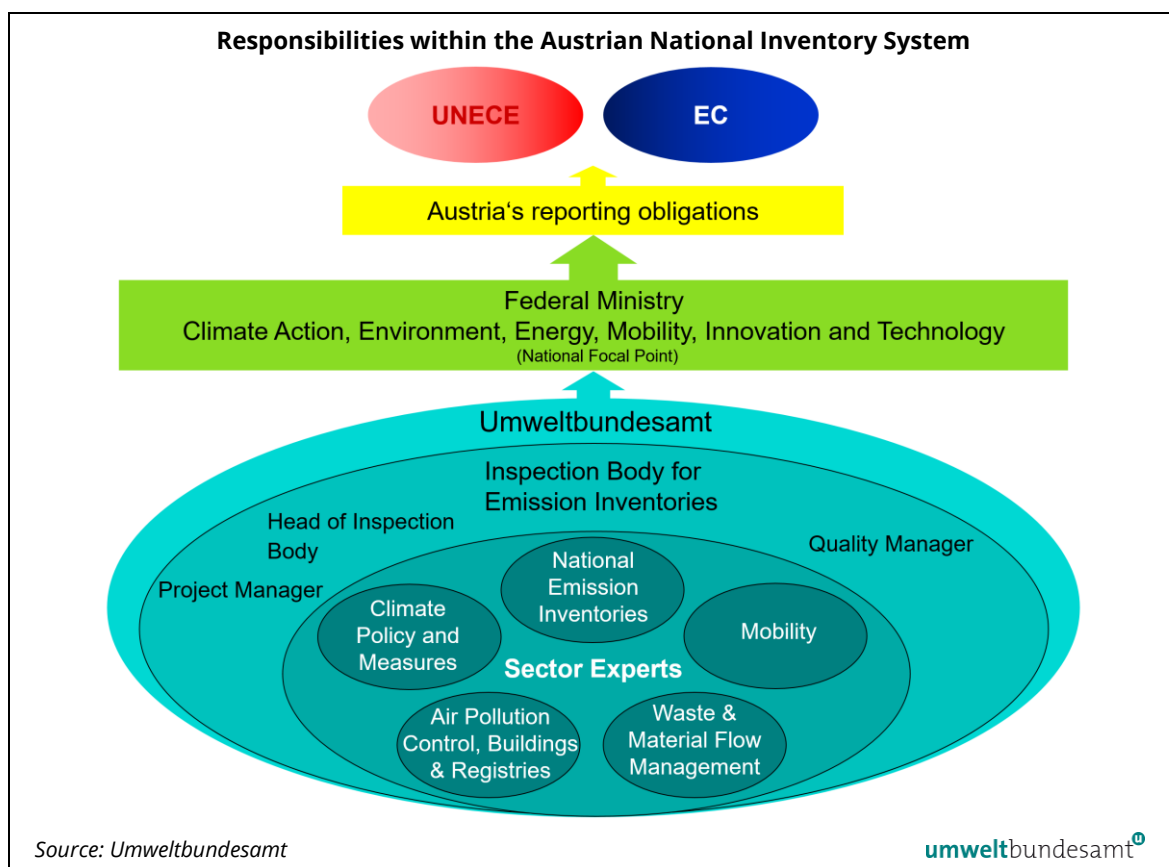 Responsibilities within the Austrian National Inventory System
UNECE
EC
Austria‘s reporting obligations
Federal Ministry
Climate Action, Environment, Energy, Mobility, Innovation and Technology
(National Focal Point)
Umweltbundesamt
Inspection Body for
Emission Inventories
Head of Inspection
Body
Quality Manager
Project Manager
National
Emission
Inventories
Climate
Policy and
Measures
Mobility
Sector Experts
Air Pollution
Control, Buildings
& Registries
Waste &
Material Flow
Management
Source: Umweltbundesamt
umweltbundesamt u